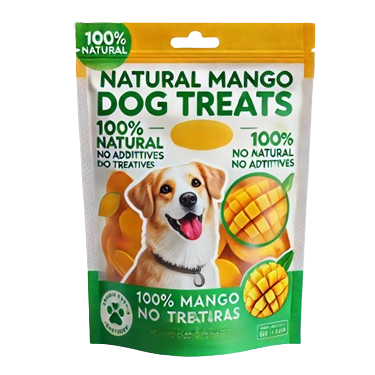 100%
NATURAL
NATURAL MANGO
DOG TREATS
100%
NATURAL
NO ADDITTIVES
DO TREATIVES
100%
NO NATURAL
NO ADTITIVES
100% MANGO
NO TRETIRAS